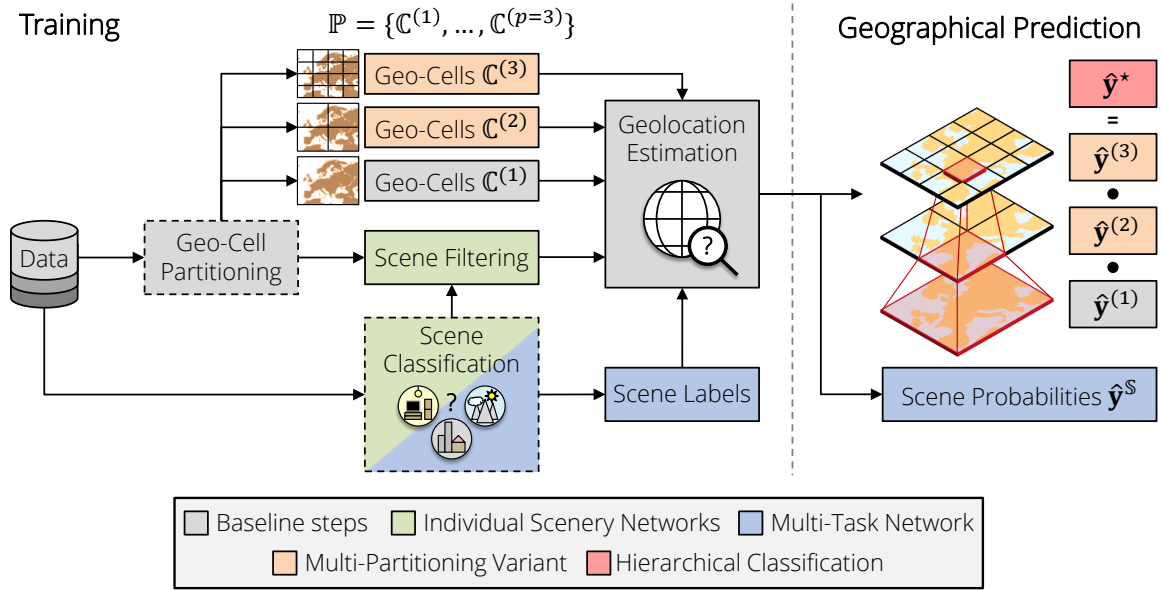 Training
ℙ = {ℂ⁽¹⁾, …, ℂ⁽ᵖ⁼³⁾}
Geographical Prediction
Geo-Cells ℂ⁽³⁾
Geo-Cells ℂ⁽²⁾
Geo-Cells ℂ⁽¹⁾
Geolocation
Estimation
?
Data
Geo-Cell
Partitioning
Scene Filtering
Scene
Classification
?
Scene Labels
ŷ*
=
ŷ⁽³⁾
•
ŷ⁽²⁾
•
ŷ⁽¹⁾
Scene Probabilities ŷ^𝕊
Baseline steps
Individual Scenery Networks
Multi-Task Network
Multi-Partitioning Variant
Hierarchical Classification